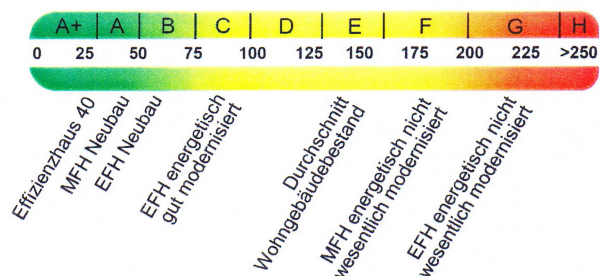 A+ A B C D E F G H
0 25 50 75 100 125 150 175 200 225 >250
Effizienzhaus 40
MFH Neubau
EFH Neubau
EFH energetisch
gut modernisiert
Durchschnitt
Wohngebäudebestand
MFH energetisch nicht
wesentlich modernisiert
EFH energetisch nicht
wesentlich modernisiert